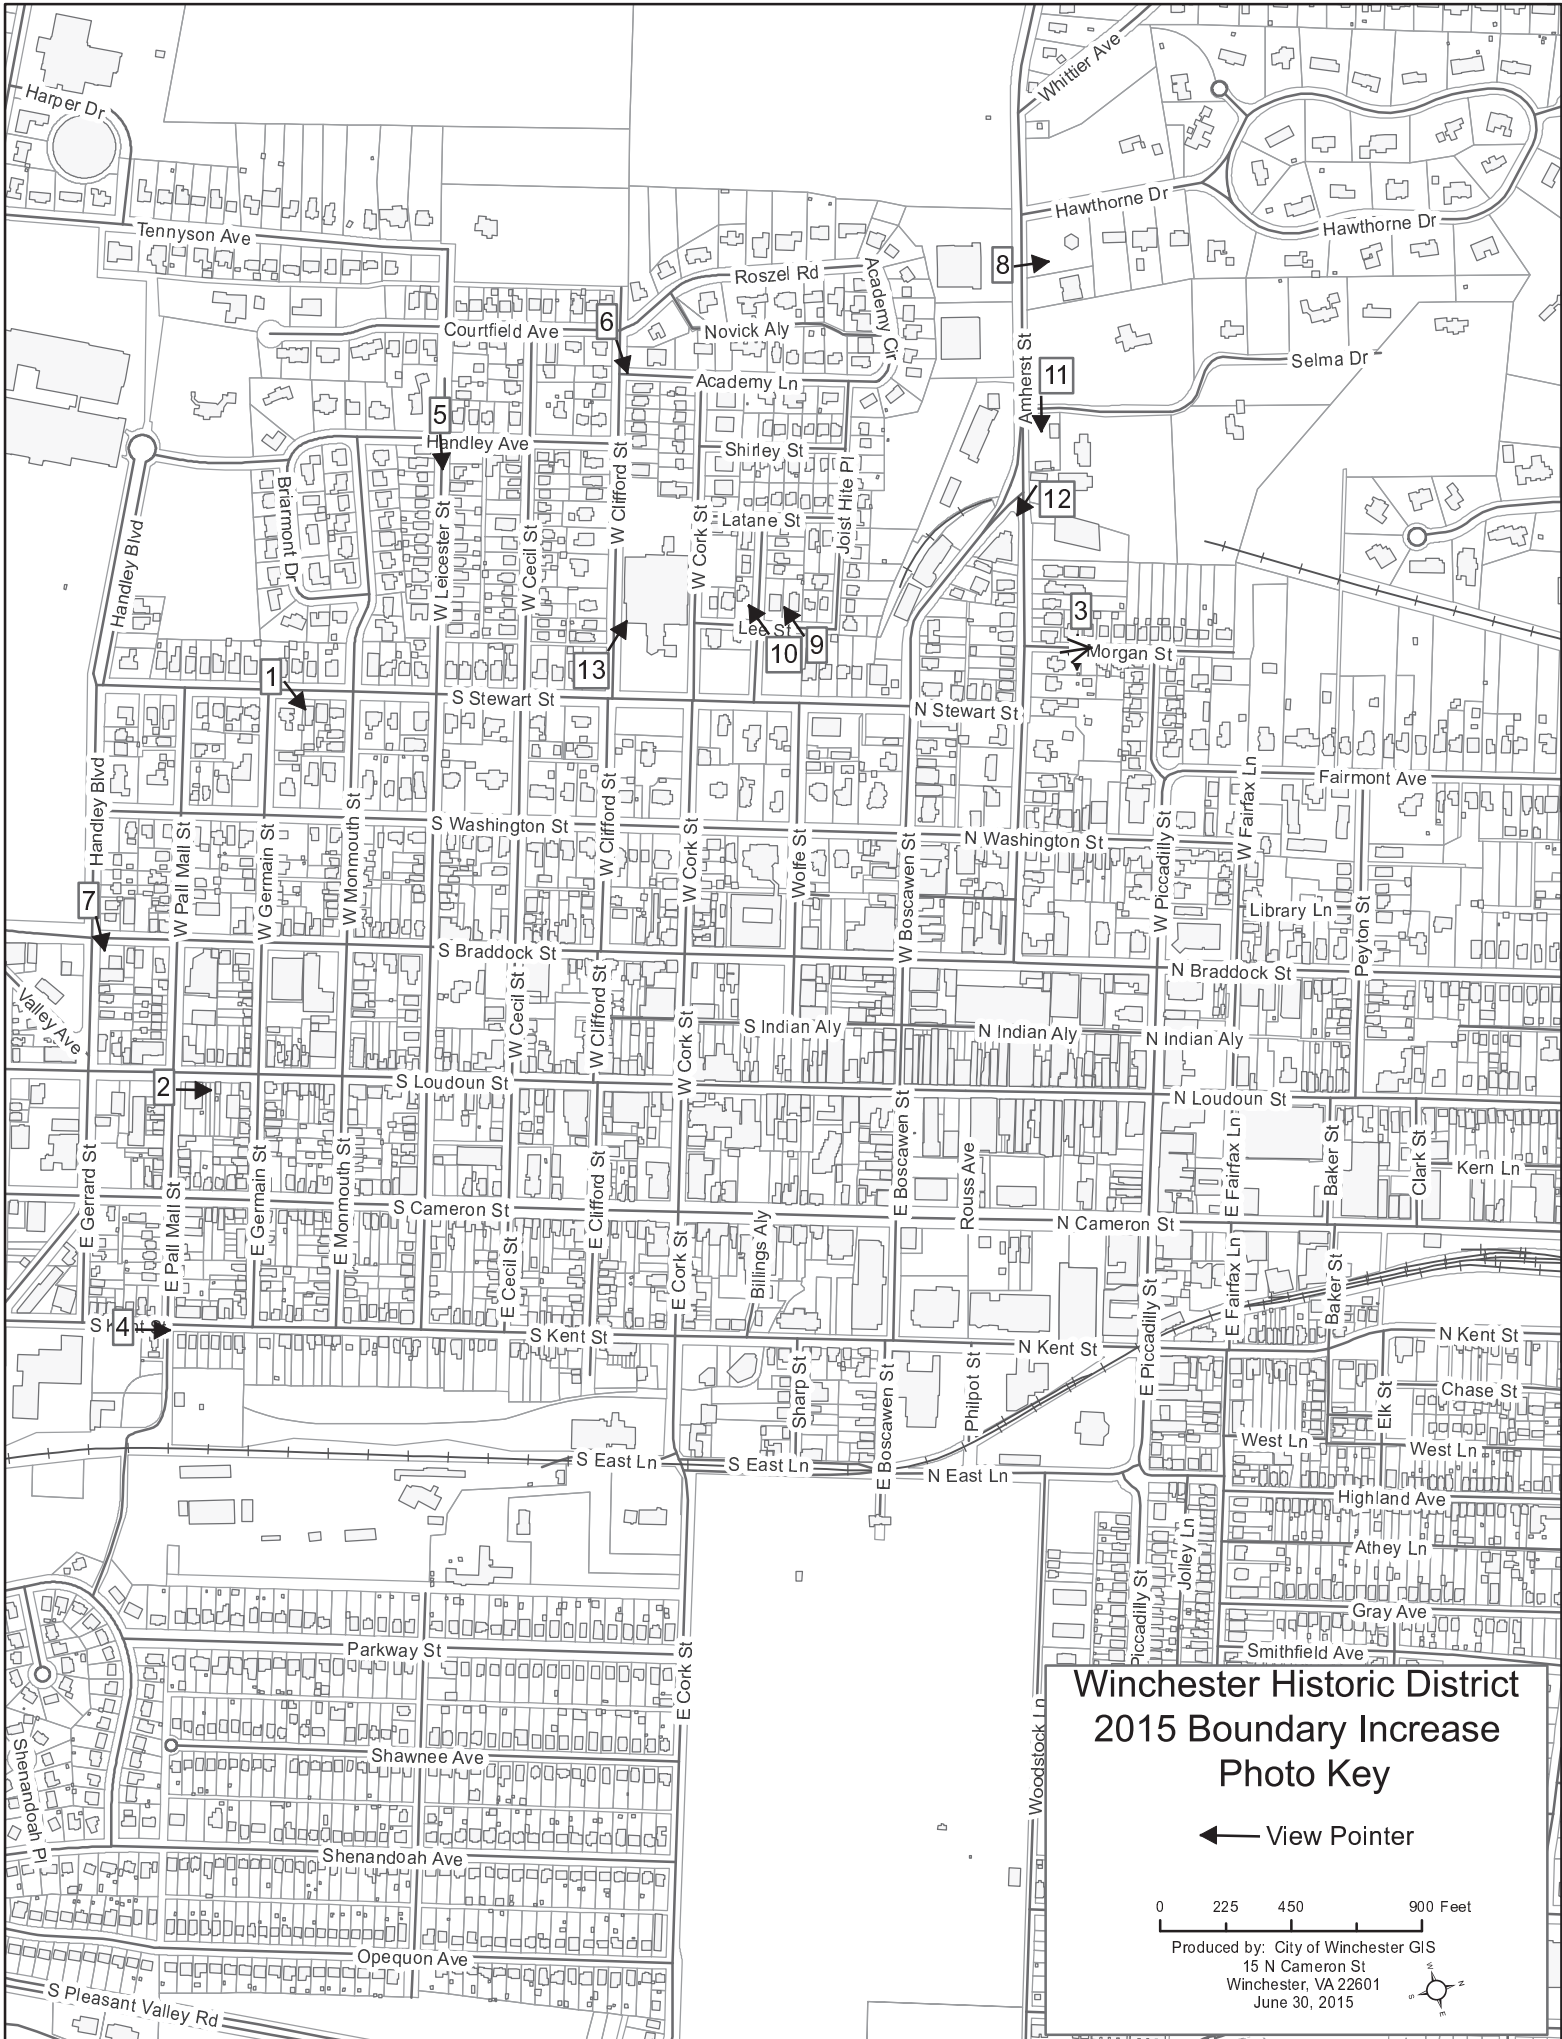 Whittier Ave
Harper Dr
Hawthorne Dr
Hawthorne Dr
Tennyson Ave
8
Roszel Rd
Academy Cir
6
Courtfield Ave
Novick Aly
Amherst St
Selma Dr
11
Academy Ln
5
Handley Ave
Shirley St
W Clifford St
Joist Hite Pl
Briarmont Dr
12
Latane St
W Cork St
Handley Blvd
W Leicester St
W Cecil St
3
Lee St
9
10
Morgan St
13
1
S Stewart St
N Stewart St
Handley Blvd
W Fairfax Ln
Fairmont Ave
W Clifford St
W Monmouth St
S Washington St
N Washington St
W Pall Mall St
W Germain St
W Cork St
Wolfe St
W Boscawen St
W Piccadilly St
7
Library Ln
Peyton St
S Braddock St
N Braddock St
Valley Ave
W Cecil St
W Clifford St
W Cork St
S Indian Aly
N Indian Aly
N Indian Aly
2
S Loudoun St
N Loudoun St
E Gerrard St
E Pall Mall St
E Germain St
E Monmouth St
E Clifford St
E Boscawen St
Rouss Ave
E Fairfax Ln
Baker St
Clark St
Kern Ln
S Cameron St
N Cameron St
E Cecil St
E Cork St
Billings Aly
E Piccadilly St
E Fairfax Ln
Baker St
S Kent St
4
S Kent St
N Kent St
N Kent St
Sharp St
E Boscawen St
Philpot St
Elk St
Chase St
West Ln
West Ln
S East Ln
S East Ln
N East Ln
Highland Ave
Jolley Ln
Athey Ln
Piccadilly St
Gray Ave
Parkway St
E Cork St
Smithfield Ave
Woodstock Ln
Shawnee Ave
Shenandoah Pl
Shenandoah Ave
Opequon Ave
S Pleasant Valley Rd
Winchester Historic District
2015 Boundary Increase
Photo Key
View Pointer
0 225 450 900 Feet
Produced by: City of Winchester GIS
15 N Cameron St
Winchester, VA 22601
June 30, 2015
W
N
S
E